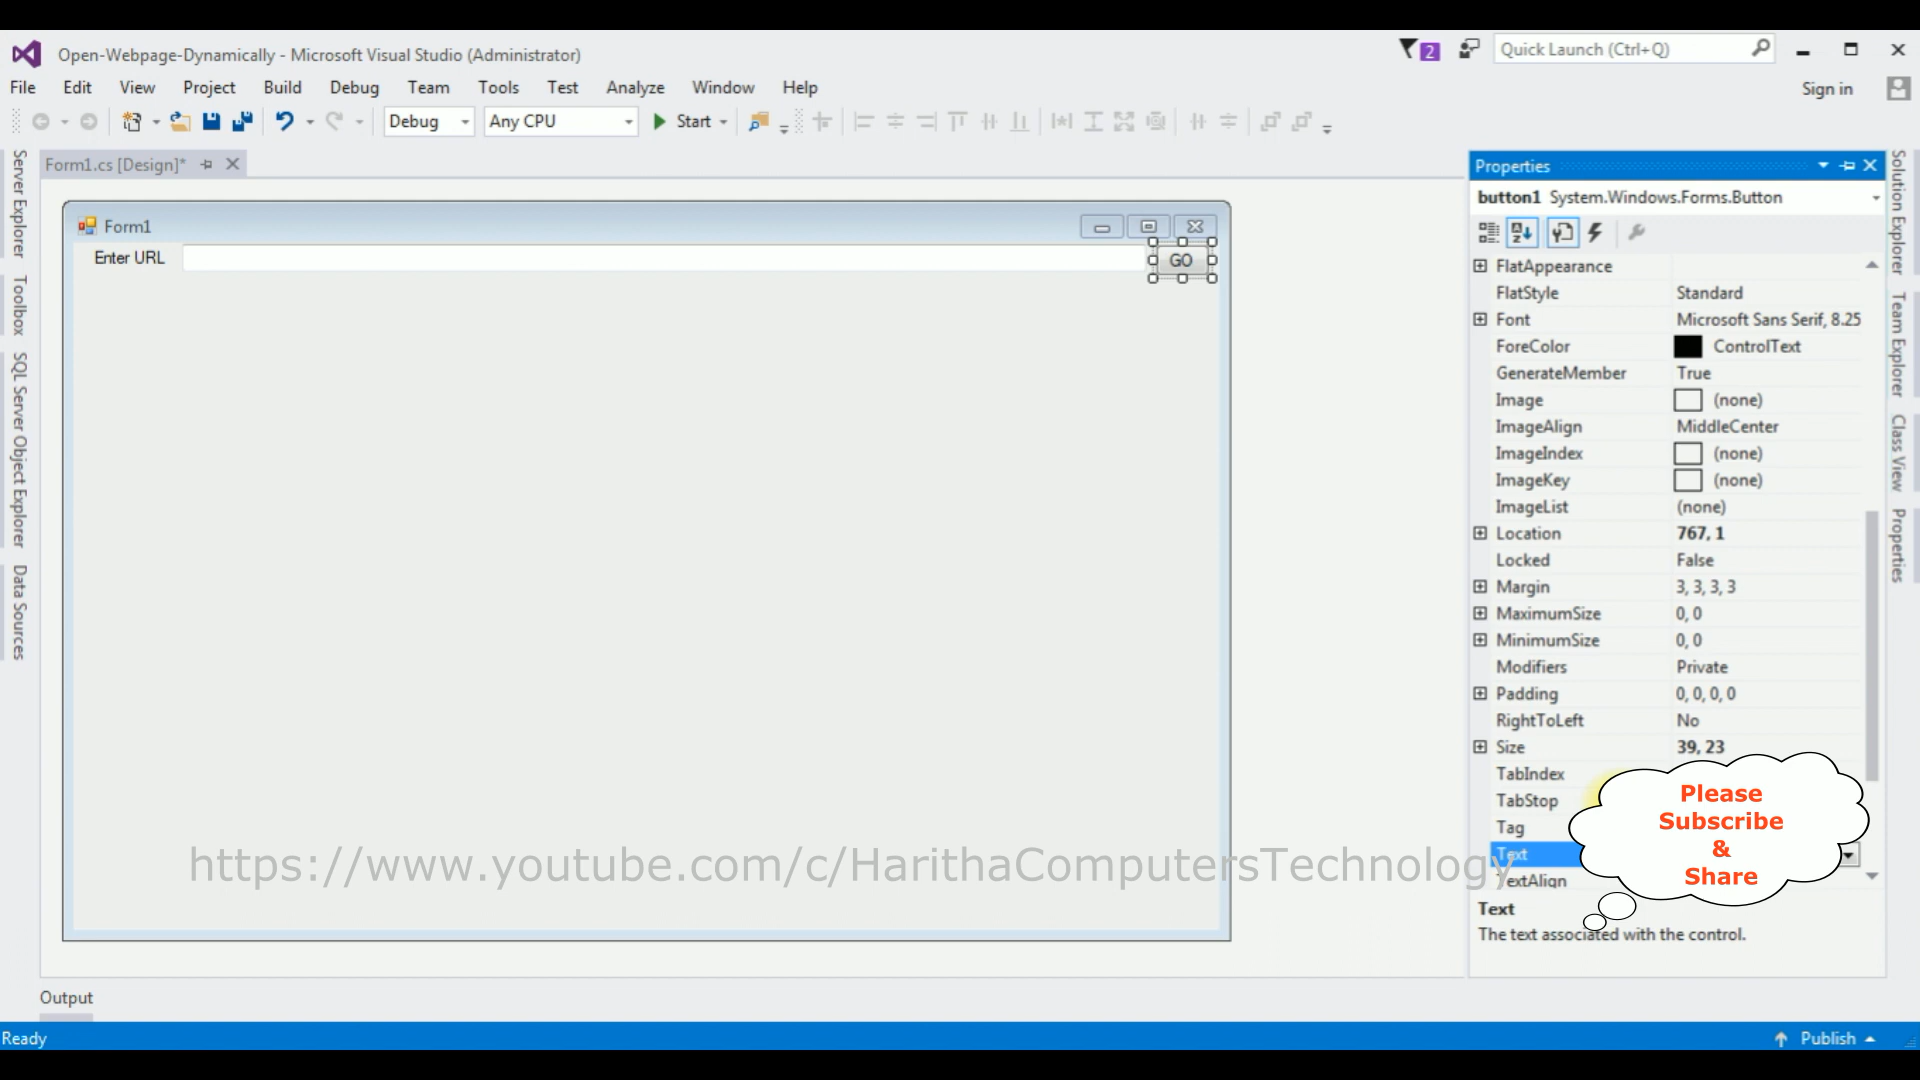 Open-Webpage-Dynamically - Microsoft Visual Studio (Administrator)
2
Quick Launch (Ctrl+Q)
File Edit View Project Build Debug Team Tools Test Analyze Window Help
Sign in
Debug
Any CPU
Start
Server Explorer
Toolbox
SQL Server Object Explorer
Data Sources
Form1.cs [Design]*
Form1
Enter URL
GO
Properties
button1 System.Windows.Forms.Button
FlatAppearance
FlatStyle Standard
Font Microsoft Sans Serif, 8.25
ForeColor ControlText
GenerateMember True
Image (none)
ImageAlign MiddleCenter
ImageIndex (none)
ImageKey (none)
ImageList (none)
Location 767, 1
Locked False
Margin 3, 3, 3, 3
MaximumSize 0, 0
MinimumSize 0, 0
Modifiers Private
Padding 0, 0, 0, 0
RightToLeft No
Size 39, 23
TabIndex
TabStop
Tag
Text
TextAlign
Text
The text associated with the control.
Please
Subscribe
&
Share
https://www.youtube.com/c/HarithaComputersTechnology
Solution Explorer
Team Explorer
Class View
Properties
Output
Ready
Publish